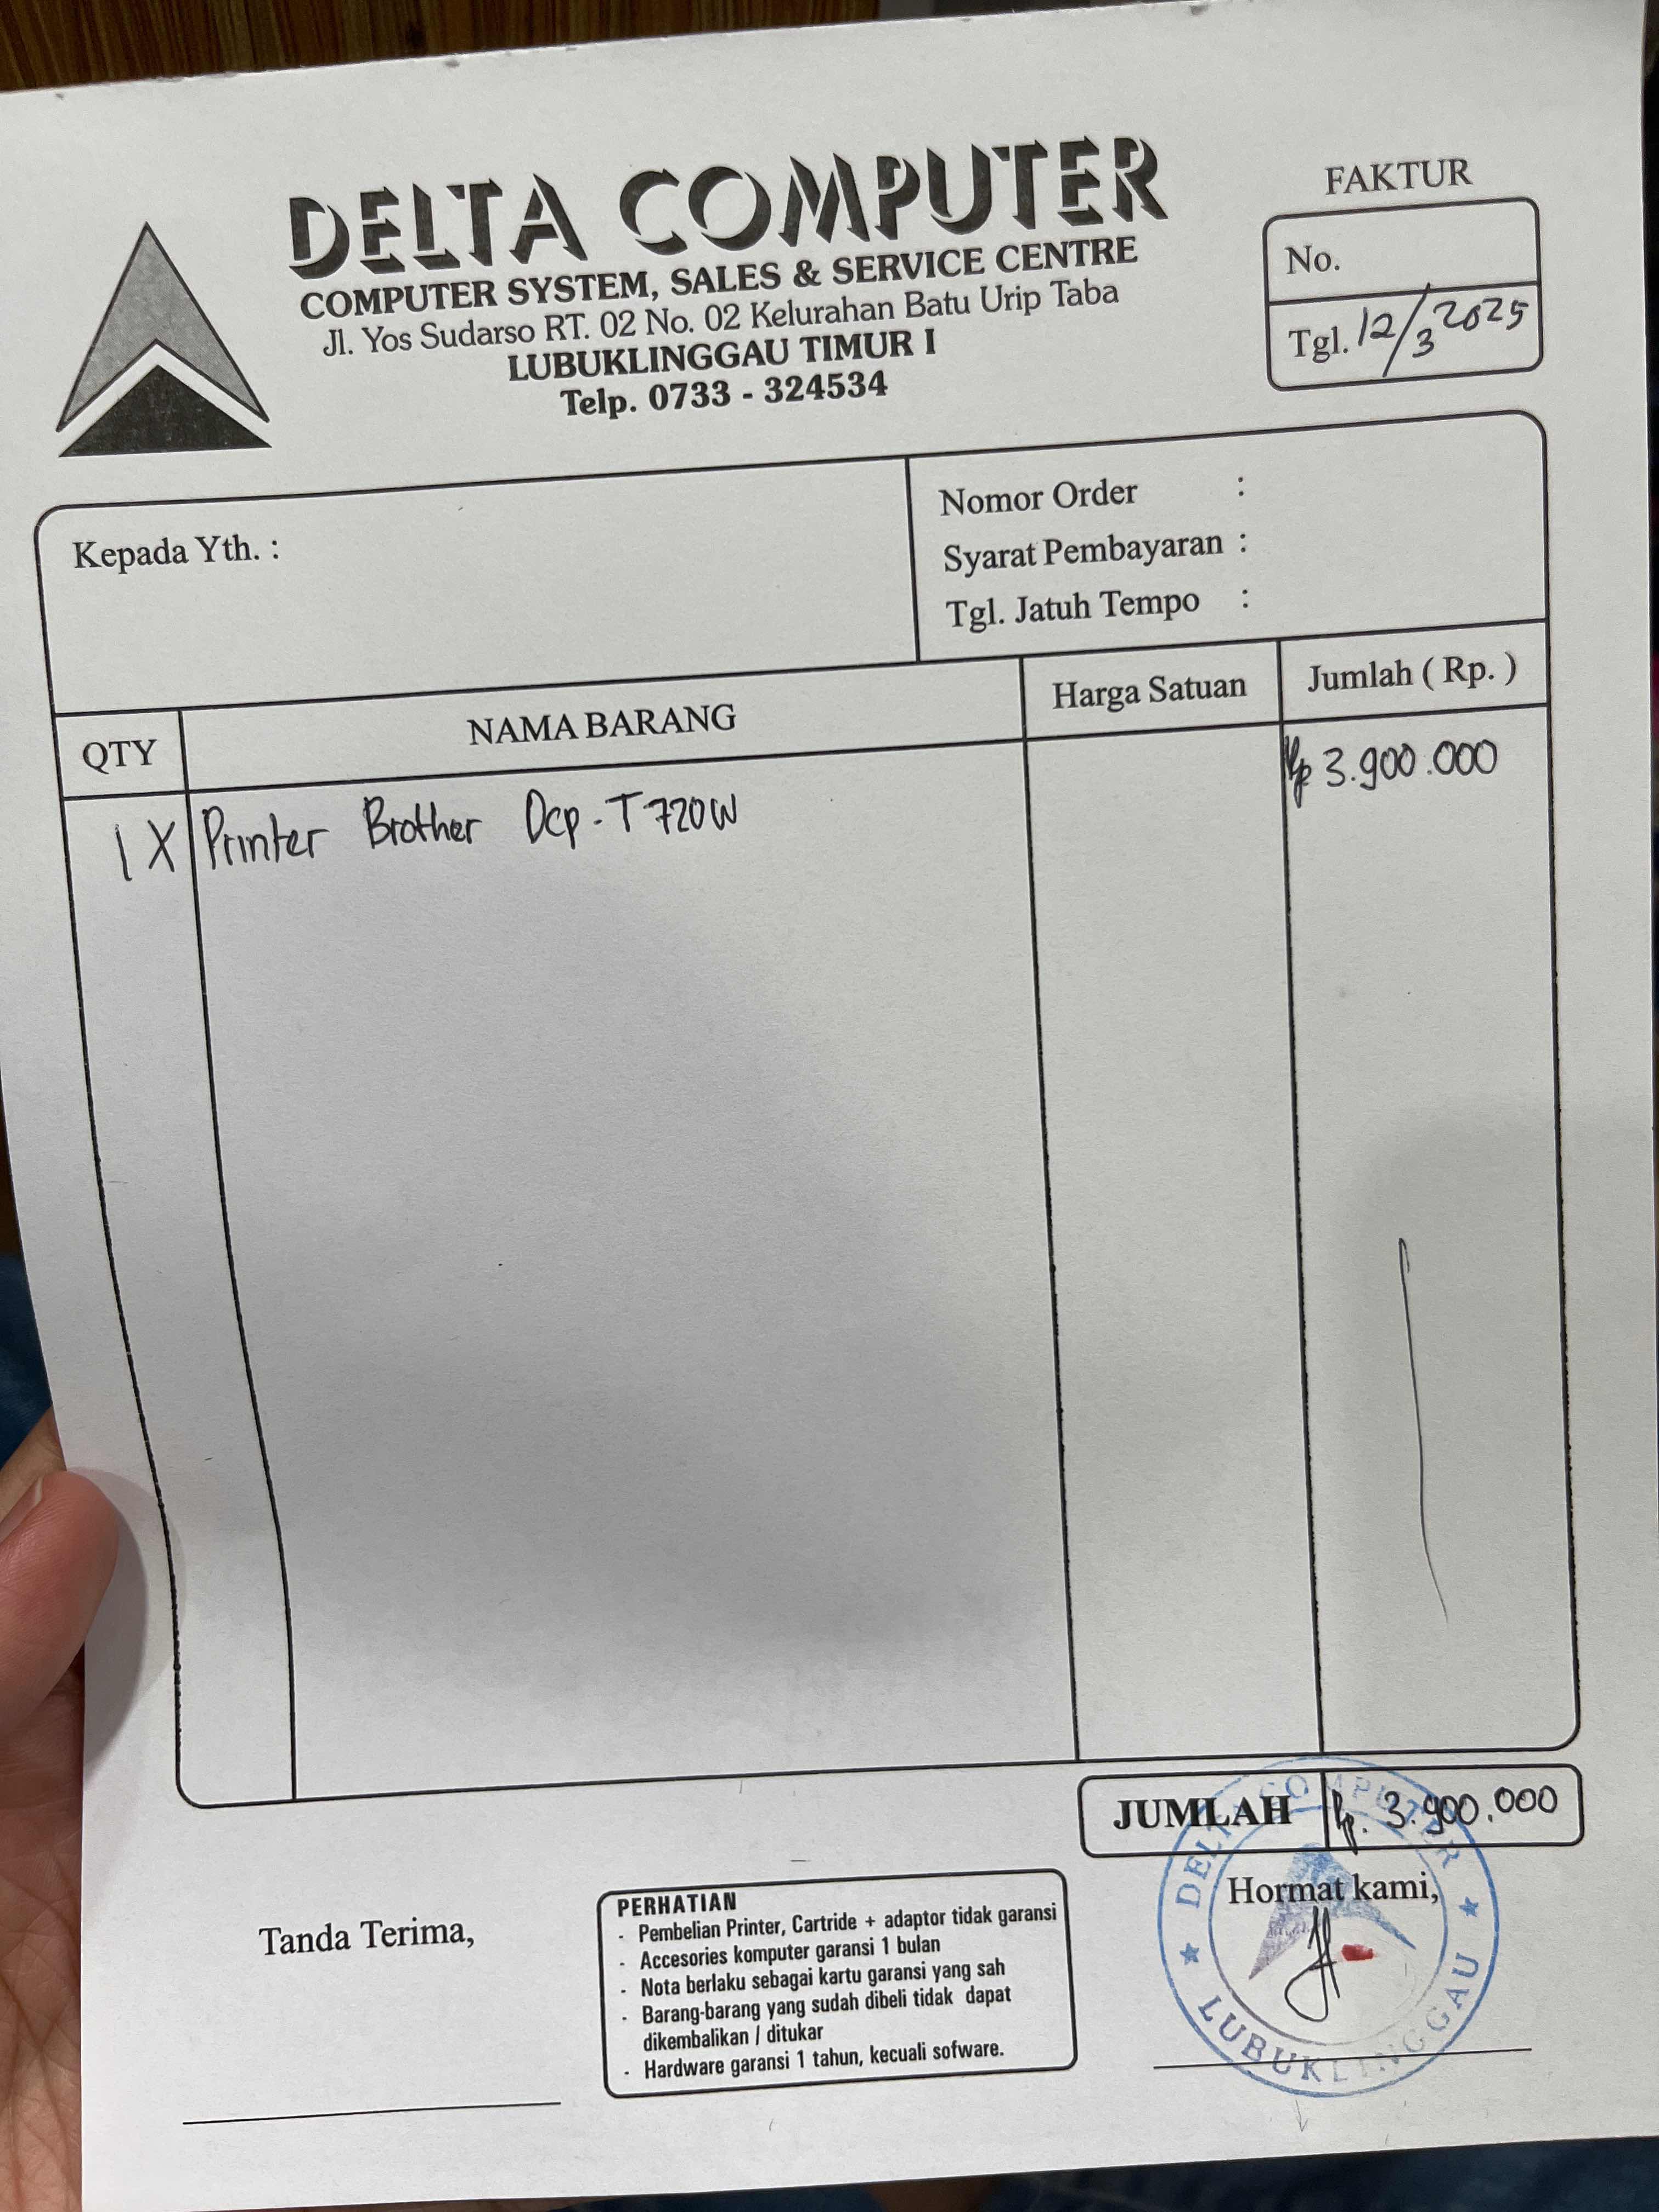 DELTA COMPUTER
COMPUTER SYSTEM, SALES & SERVICE CENTRE
Jl. Yos Sudarso RT. 02 No. 02 Kelurahan Batu Urip Taba
LUBUKLINGGAU TIMUR I
Telp. 0733 - 324534
FAKTUR
No.
Tgl. 12/3 2025
Kepada Yth. :
Nomor Order :
Syarat Pembayaran :
Tgl. Jatuh Tempo :
QTY NAMA BARANG Harga Satuan Jumlah ( Rp. )
1 X Printer Brother Dcp - T 720W Rp 3.900.000
JUMLAH Rp. 3.900.000
Tanda Terima,
PERHATIAN
- Pembelian Printer, Cartride + adaptor tidak garansi
- Accesories komputer garansi 1 bulan
- Nota berlaku sebagai kartu garansi yang sah
- Barang-barang yang sudah dibeli tidak dapat
dikembalikan / ditukar
- Hardware garansi 1 tahun, kecuali sofware.
Hormat kami,
DELTA COMPUTER
LUBUKLINGGAU